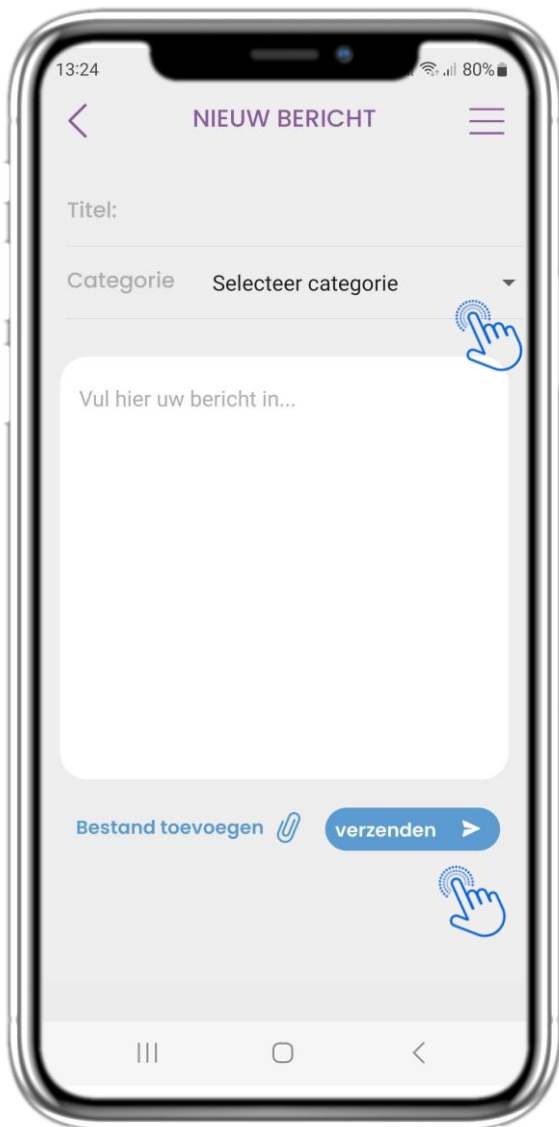 13:24 80%
NIEUW BERICHT
Titel:
Categorie Selecteer categorie
Vul hier uw bericht in...
Bestand toevoegen verzenden